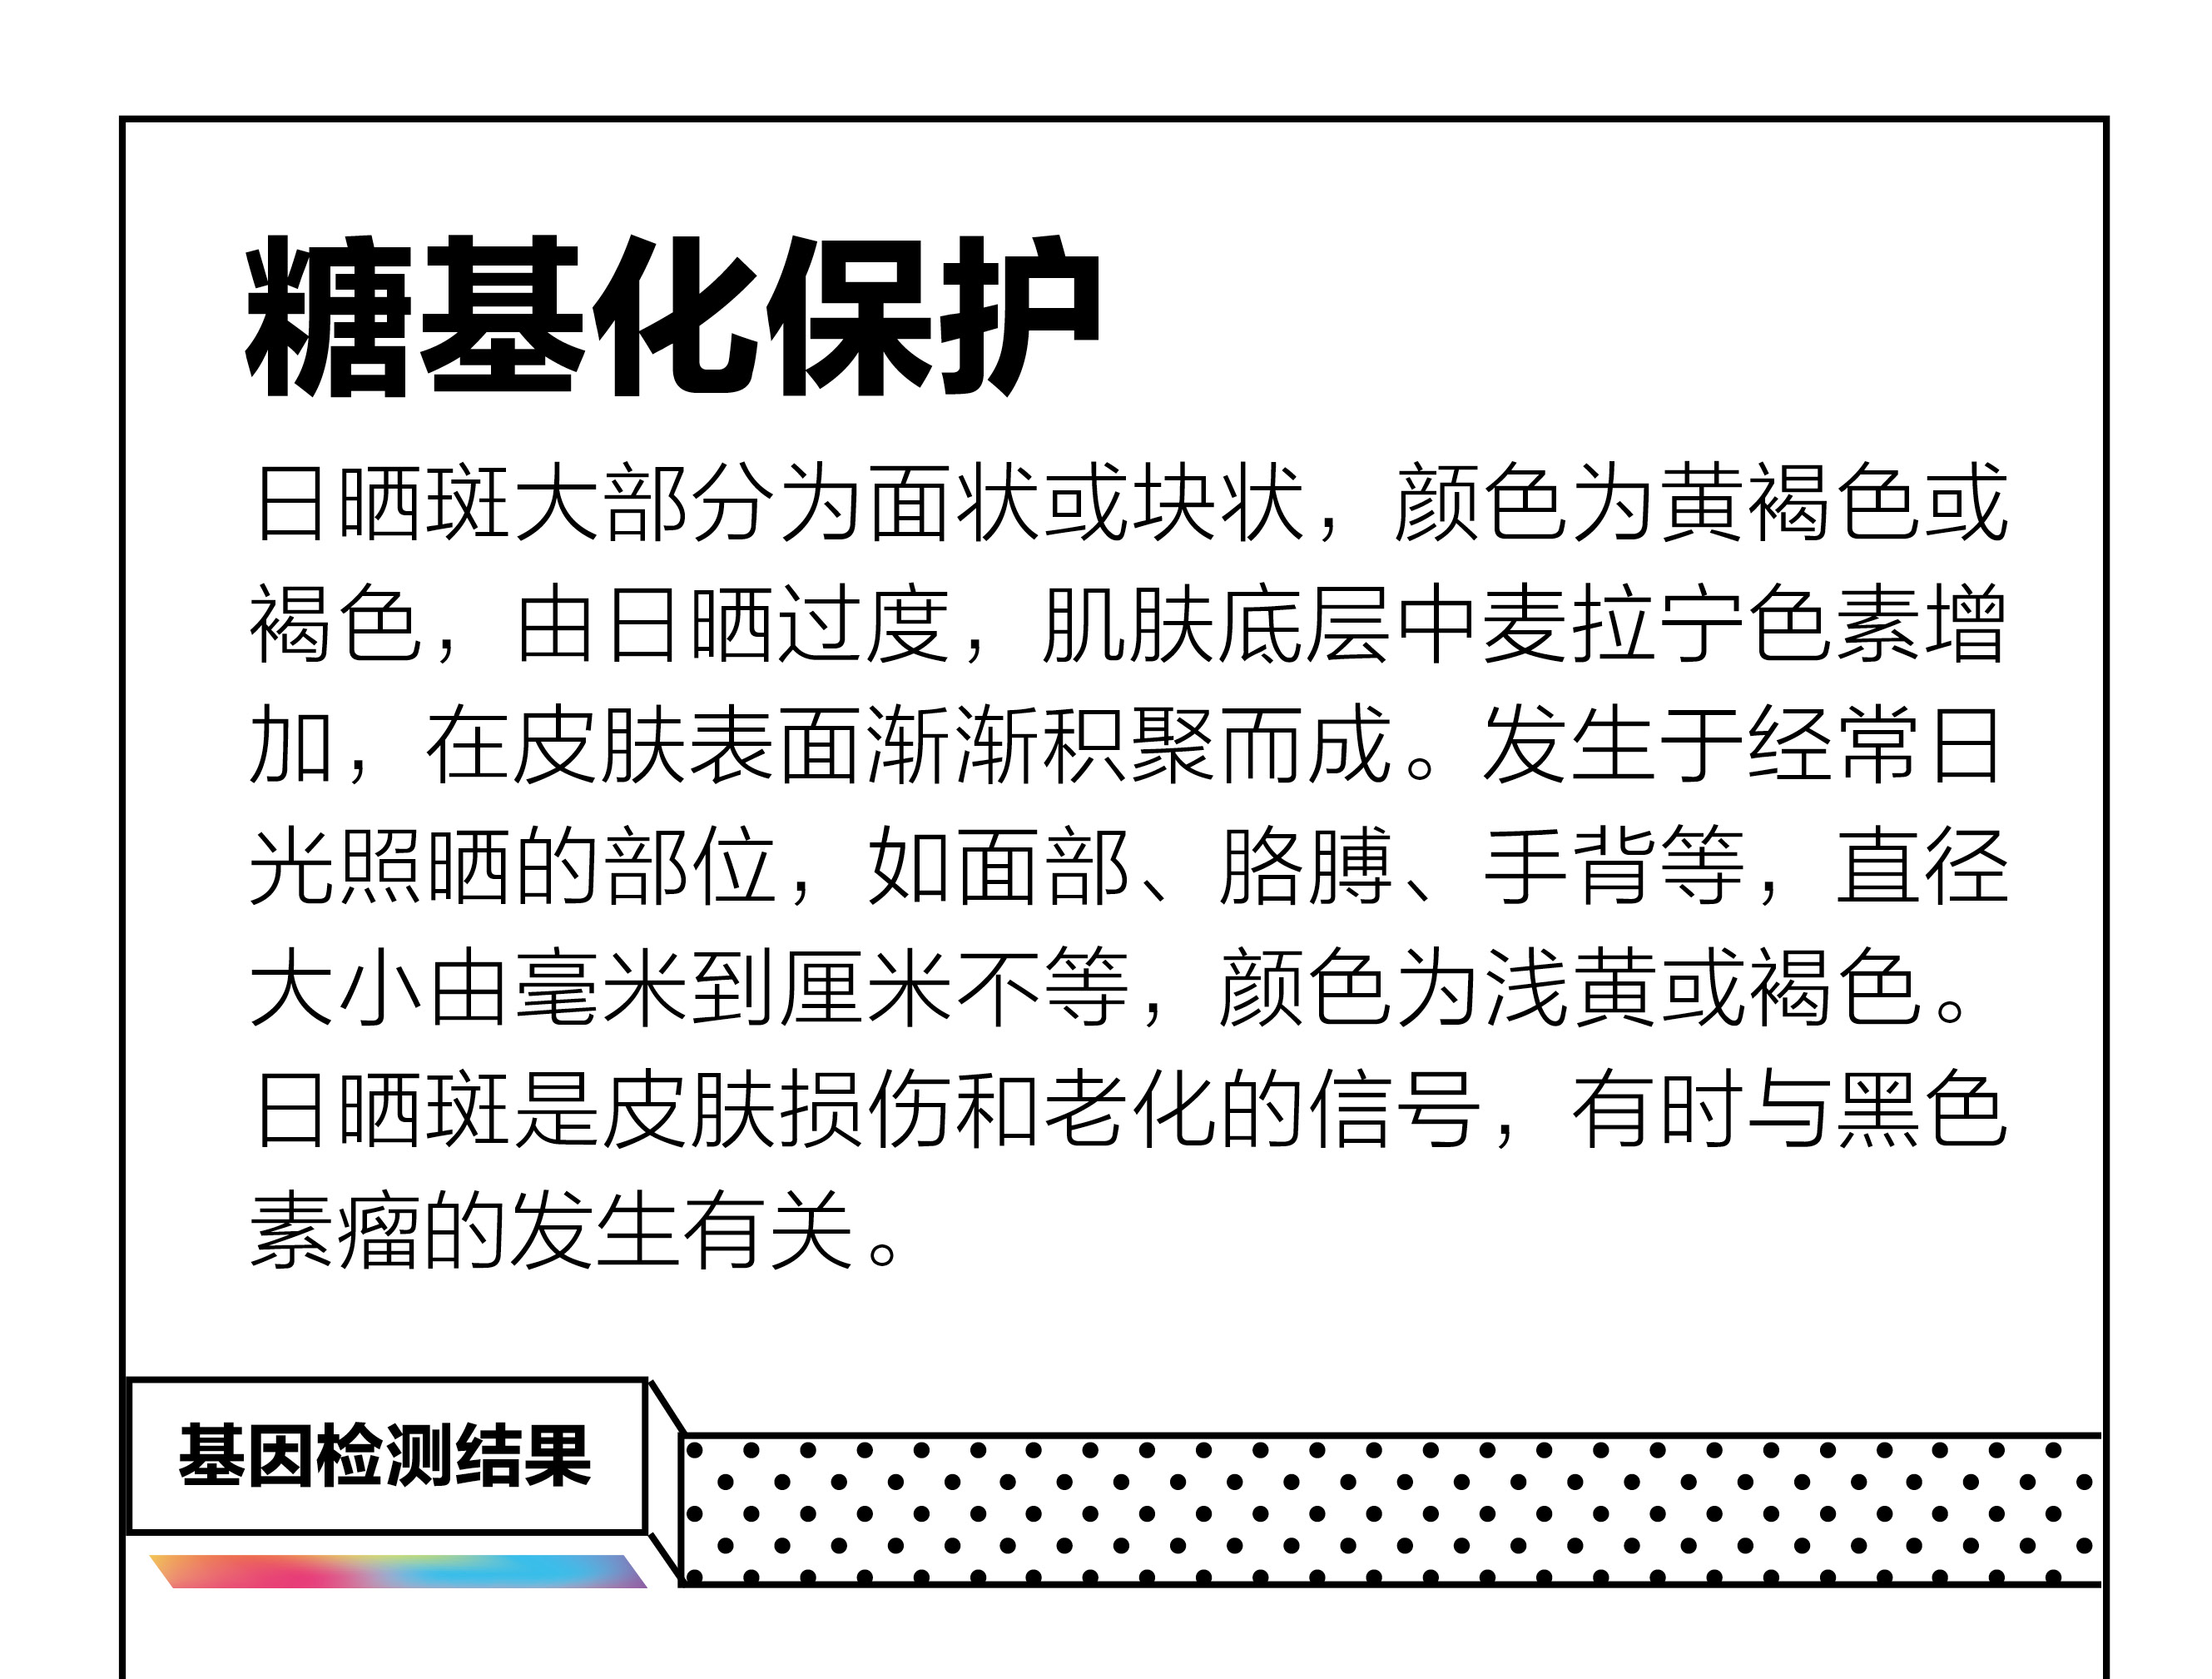 糖基化保护
日晒斑大部分为面状或块状，颜色为黄褐色或
褐色，由日晒过度，肌肤底层中麦拉宁色素增
加，在皮肤表面渐渐积聚而成。发生于经常日
光照晒的部位，如面部、胳膊、手背等，直径
大小由毫米到厘米不等，颜色为浅黄或褐色。
日晒斑是皮肤损伤和老化的信号，有时与黑色
素瘤的发生有关。
基因检测结果